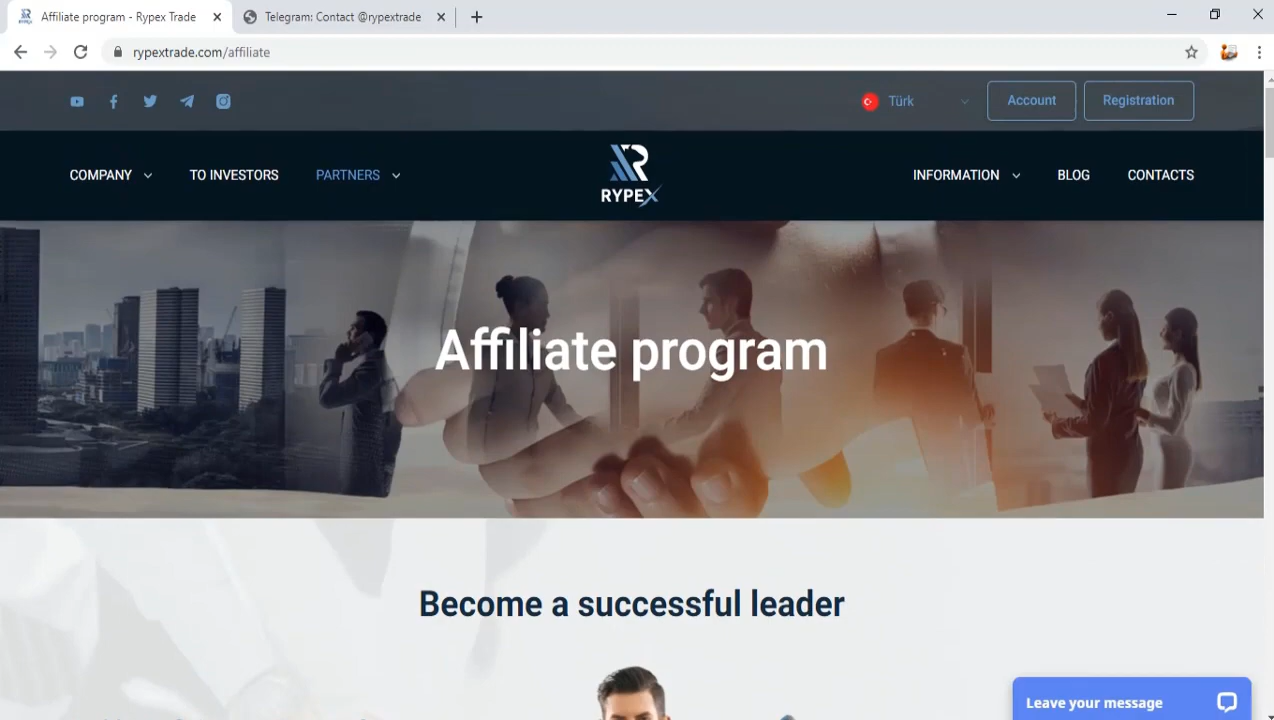 Affiliate program - Rypex Trade
Telegram: Contact @rypextrade
rypextrade.com/affiliate
Türk
Account
Registration
COMPANY
TO INVESTORS
PARTNERS
RYPEX
INFORMATION
BLOG
CONTACTS
Affiliate program
Become a successful leader
Leave your message